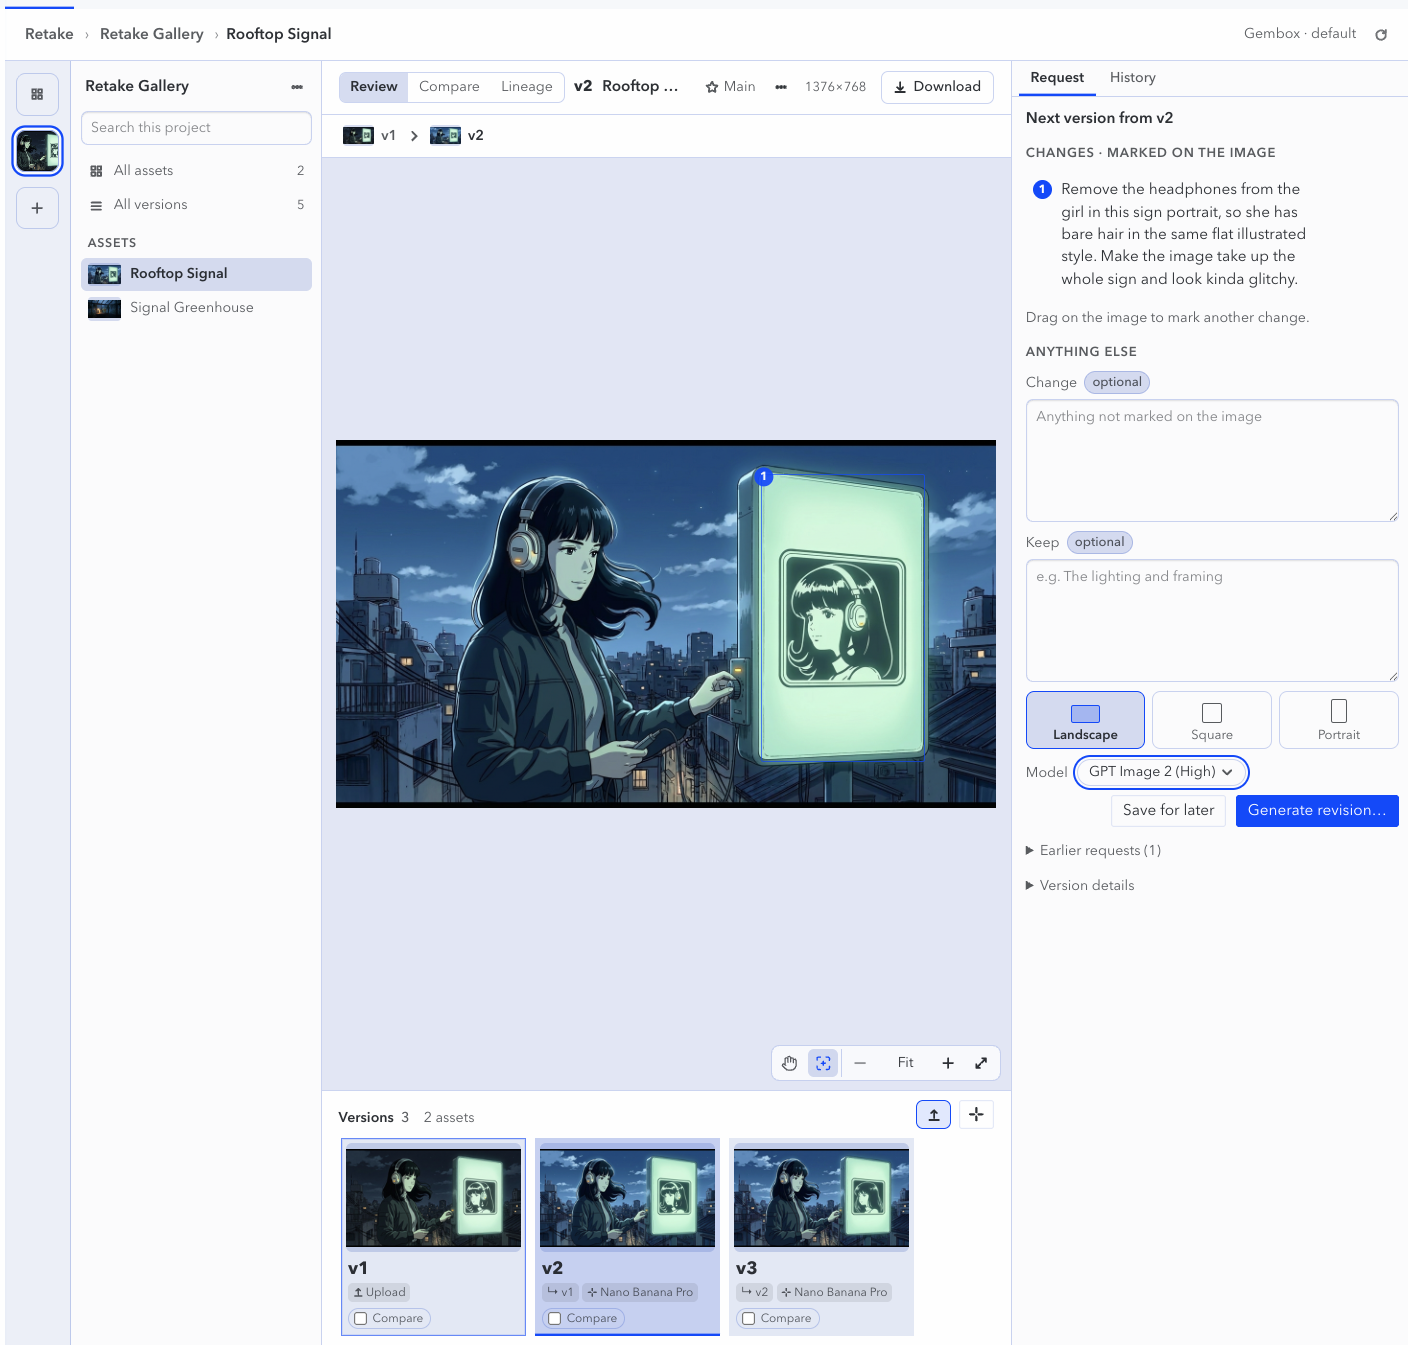 Retake › Retake Gallery › Rooftop Signal
Gembox · default
Retake Gallery
Search this project
All assets 2
All versions 5
ASSETS
Rooftop Signal
Signal Greenhouse
Review Compare Lineage v2 Rooftop ... Main 1376×768 Download
v1 v2
1
Fit
Versions 3 2 assets
v1
Upload
Compare
v2
v1 Nano Banana Pro
Compare
v3
v2 Nano Banana Pro
Compare
Request History
Next version from v2
CHANGES · MARKED ON THE IMAGE
1 Remove the headphones from the
girl in this sign portrait, so she has
bare hair in the same flat illustrated
style. Make the image take up the
whole sign and look kinda glitchy.
Drag on the image to mark another change.
ANYTHING ELSE
Change optional
Anything not marked on the image
Keep optional
e.g. The lighting and framing
Landscape Square Portrait
Model GPT Image 2 (High)
Save for later Generate revision...
Earlier requests (1)
Version details